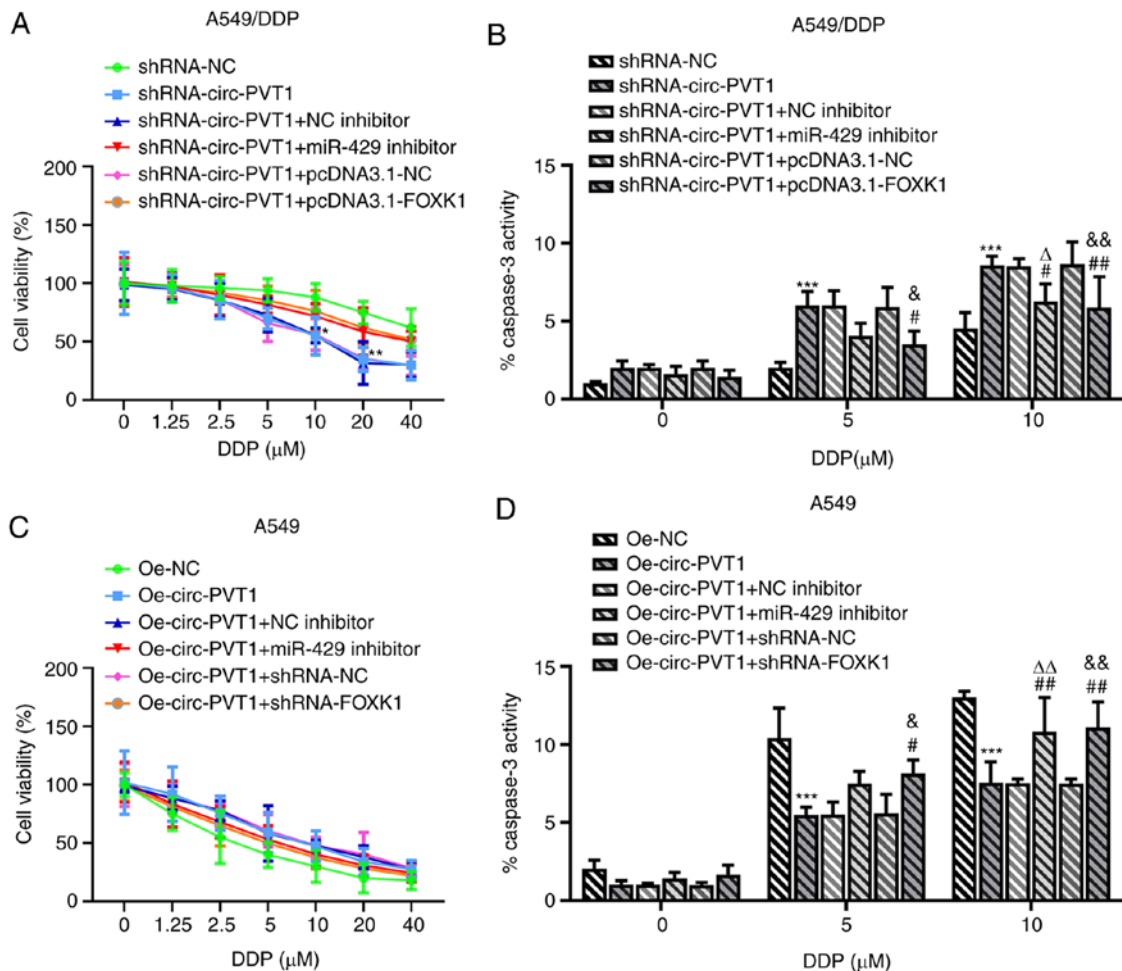 A
A549/DDP
shRNA-NC
shRNA-circ-PVT1
shRNA-circ-PVT1+NC inhibitor
shRNA-circ-PVT1+miR-429 inhibitor
shRNA-circ-PVT1+pcDNA3.1-NC
shRNA-circ-PVT1+pcDNA3.1-FOXK1
Cell viability (%)
200
150
100
50
0
*
**
0 1.25 2.5 5 10 20 40
DDP (μM)
B
A549/DDP
shRNA-NC
shRNA-circ-PVT1
shRNA-circ-PVT1+NC inhibitor
shRNA-circ-PVT1+miR-429 inhibitor
shRNA-circ-PVT1+pcDNA3.1-NC
shRNA-circ-PVT1+pcDNA3.1-FOXK1
% caspase-3 activity
15
10
5
0
***
&
#
***
Δ
#
&&
##
0 5 10
DDP(μM)
C
A549
Oe-NC
Oe-circ-PVT1
Oe-circ-PVT1+NC inhibitor
Oe-circ-PVT1+miR-429 inhibitor
Oe-circ-PVT1+shRNA-NC
Oe-circ-PVT1+shRNA-FOXK1
Cell viability (%)
200
150
100
50
0
0 1.25 2.5 5 10 20 40
DDP (μM)
D
A549
Oe-NC
Oe-circ-PVT1
Oe-circ-PVT1+NC inhibitor
Oe-circ-PVT1+miR-429 inhibitor
Oe-circ-PVT1+shRNA-NC
Oe-circ-PVT1+shRNA-FOXK1
% caspase-3 activity
15
10
5
0
***
&
#
***
ΔΔ
##
&&
##
0 5 10
DDP (μM)